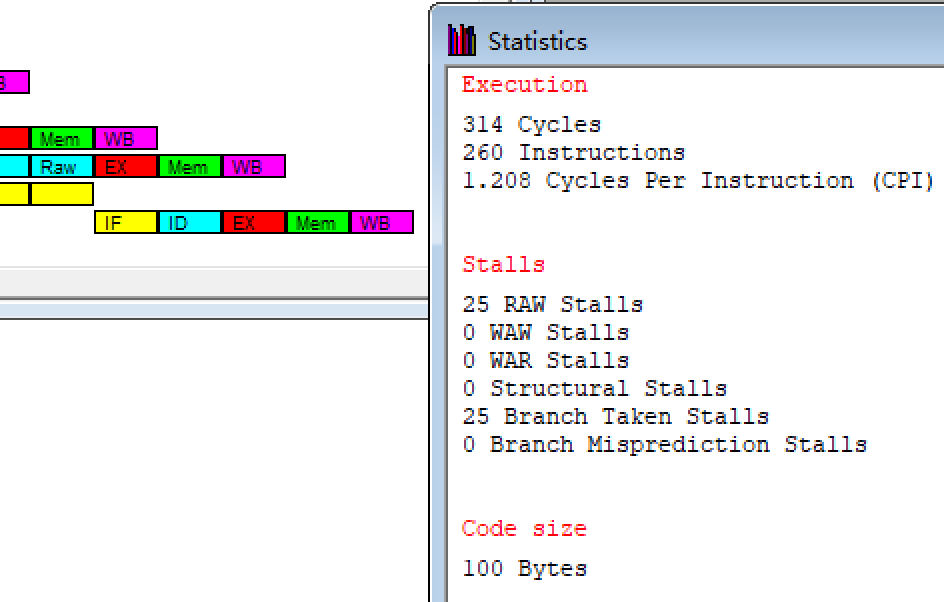 B
Mem WB
Raw EX Mem WB
IF ID EX Mem WB
Statistics
Execution
314 Cycles
260 Instructions
1.208 Cycles Per Instruction (CPI)
Stalls
25 RAW Stalls
0 WAW Stalls
0 WAR Stalls
0 Structural Stalls
25 Branch Taken Stalls
0 Branch Misprediction Stalls
Code size
100 Bytes